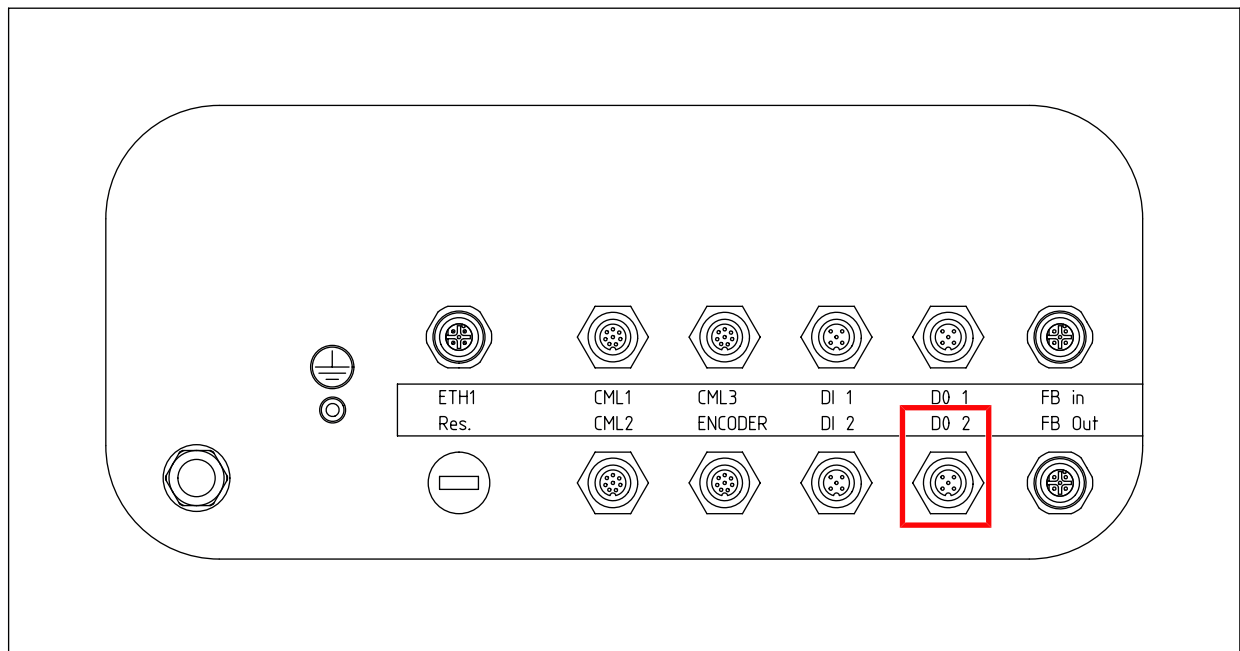 ETH1 CML1 CML3 DI 1 DO 1 FB in
Res. CML2 ENCODER DI 2 DO 2 FB Out